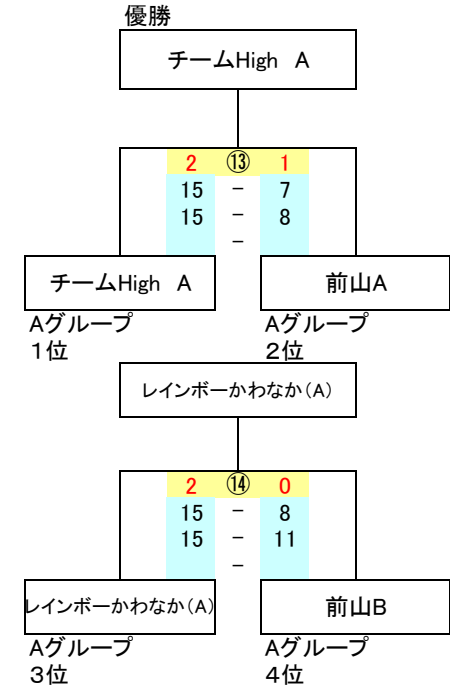 優勝
チームHigh A
2 ⑬ 1
15 － 7
15 － 8
－
チームHigh A 前山A
Aグループ Aグループ
１位 ２位
レインボーかわなか（A）
2 ⑭ 0
15 － 8
15 － 11
－
レインボーかわなか（A） 前山B
Aグループ Aグループ
３位 ４位